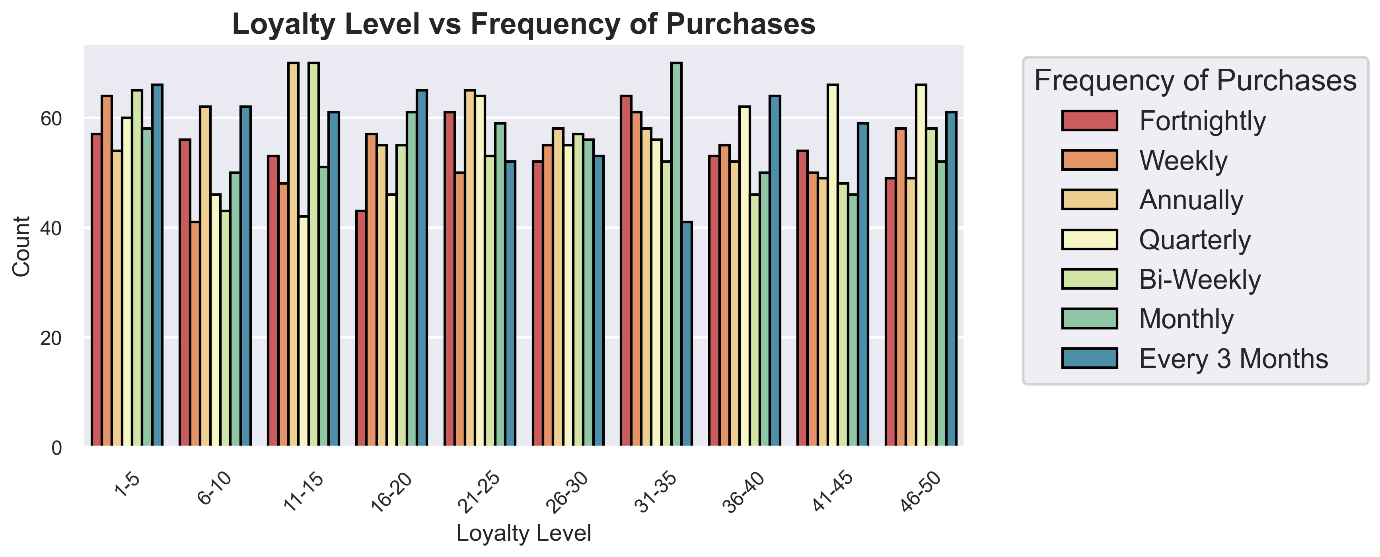 Loyalty Level vs Frequency of Purchases
Count
60
40
20
0
1-5
6-10
11-15
16-20
21-25
26-30
31-35
36-40
41-45
46-50
Loyalty Level
Frequency of Purchases
Fortnightly
Weekly
Annually
Quarterly
Bi-Weekly
Monthly
Every 3 Months